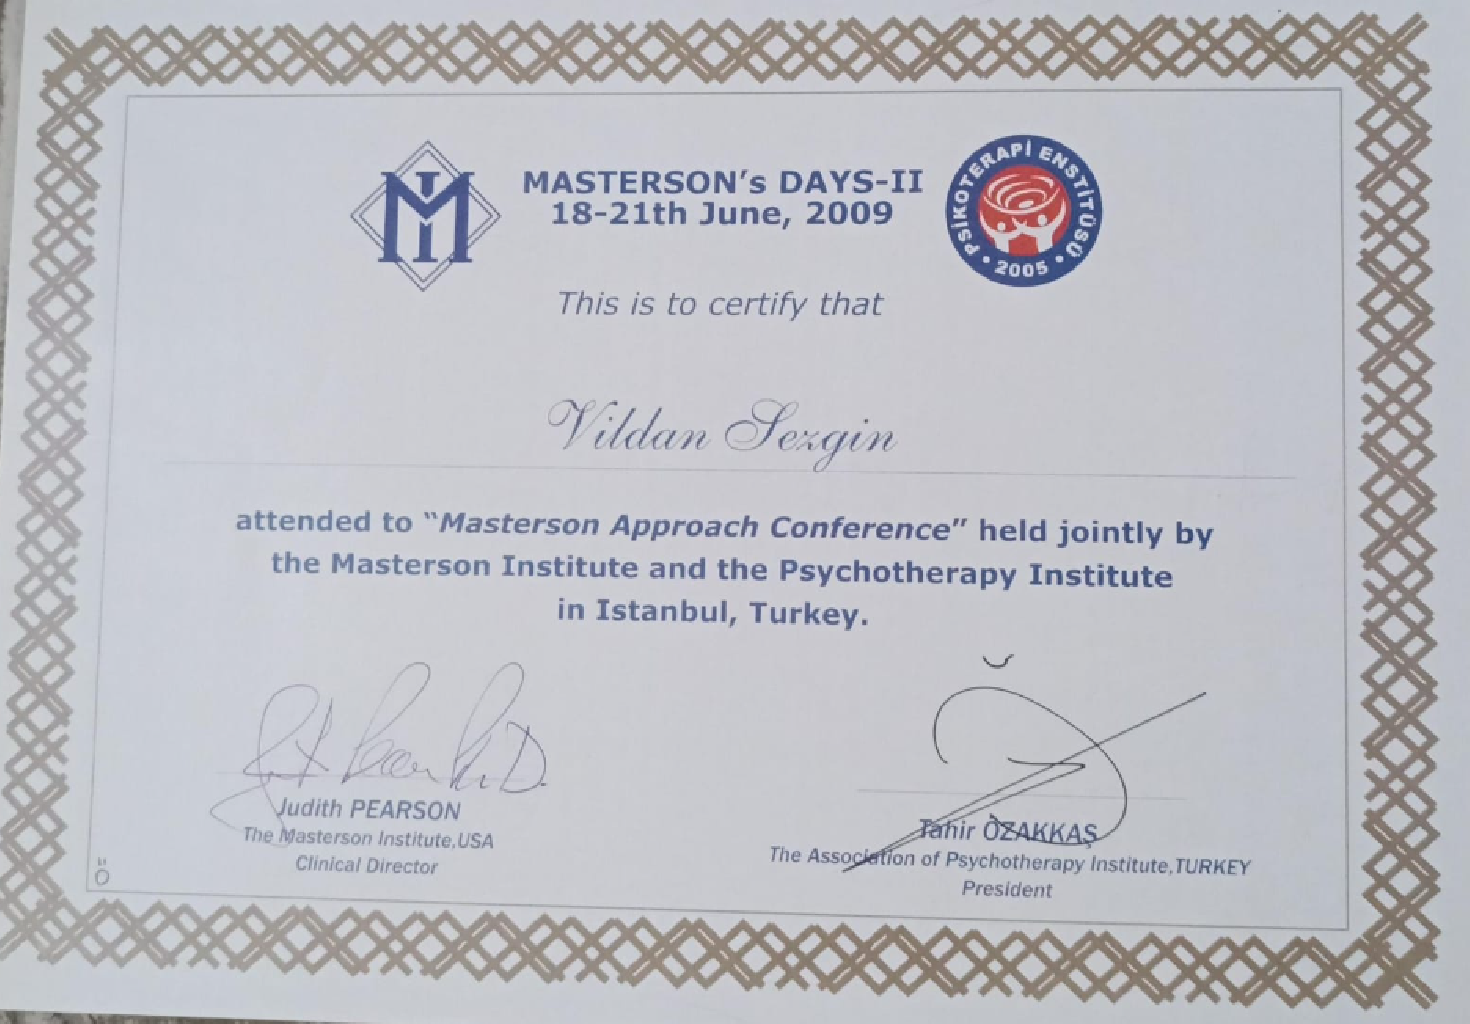 MASTERSON's DAYS-II
18-21th June, 2009
PSİKOTERAPİ ENSTİTÜSÜ
• 2005 •
This is to certify that
Vildan Sezgin
attended to "Masterson Approach Conference" held jointly by
the Masterson Institute and the Psychotherapy Institute
in Istanbul, Turkey.
Judith PEARSON
The Masterson Institute,USA
Clinical Director
Tahir ÖZAKKAŞ
The Association of Psychotherapy Institute,TURKEY
President